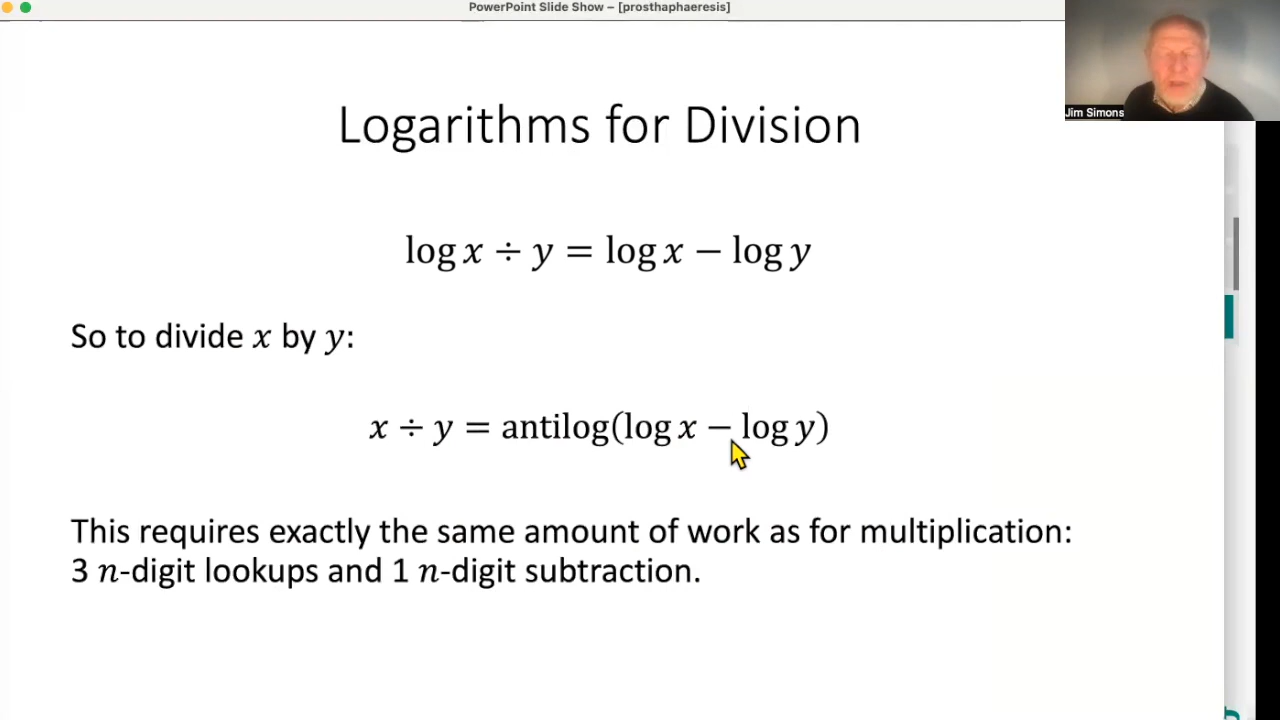 PowerPoint Slide Show – [prosthaphaeresis]
Jim Simons
Logarithms for Division
log x ÷ y = log x − log y
So to divide x by y:
x ÷ y = antilog(log x − log y)
This requires exactly the same amount of work as for multiplication:
3 n-digit lookups and 1 n-digit subtraction.